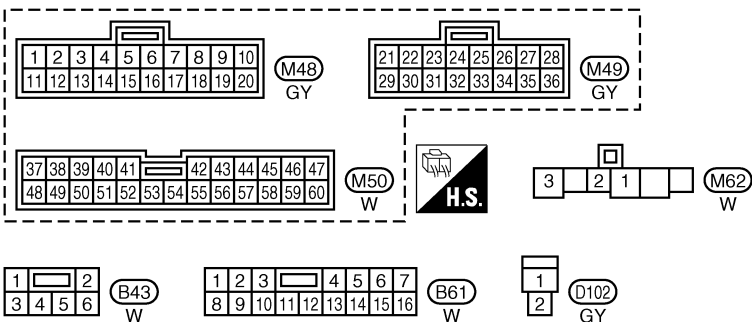 1 2 3 4 5 6 7 8 9 10
11 12 13 14 15 16 17 18 19 20
M48
GY
21 22 23 24 25 26 27 28
29 30 31 32 33 34 35 36
M49
GY
37 38 39 40 41 42 43 44 45 46 47
48 49 50 51 52 53 54 55 56 57 58 59 60
M50
W
H.S.
3 2 1
M62
W
1 2
3 4 5 6
B43
W
1 2 3 4 5 6 7
8 9 10 11 12 13 14 15 16
B61
W
1
2
D102
GY